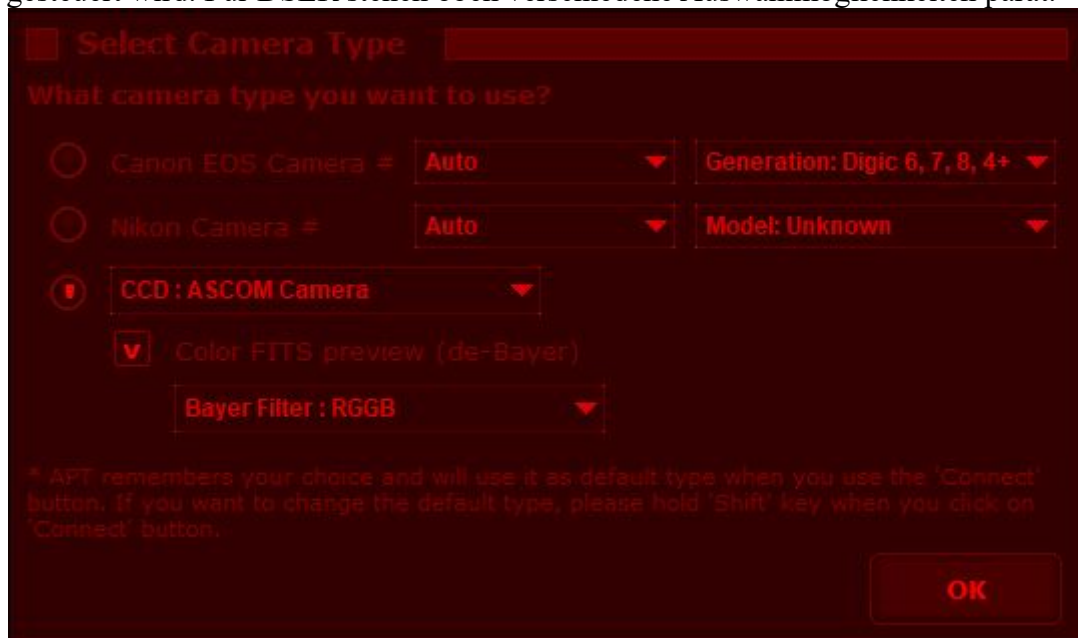 Select Camera Type
What camera type you want to use?
Canon EOS Camera # Auto Generation: Digic 6, 7, 8, 4+
Nikon Camera # Auto Model: Unknown
CCD : ASCOM Camera
v Color FITS preview (de-Bayer)
Bayer Filter : RGGB
* APT remembers your choice and will use it as default type when you use the 'Connect'
button. If you want to change the default type, please hold 'Shift' key when you click on
'Connect' button.
OK